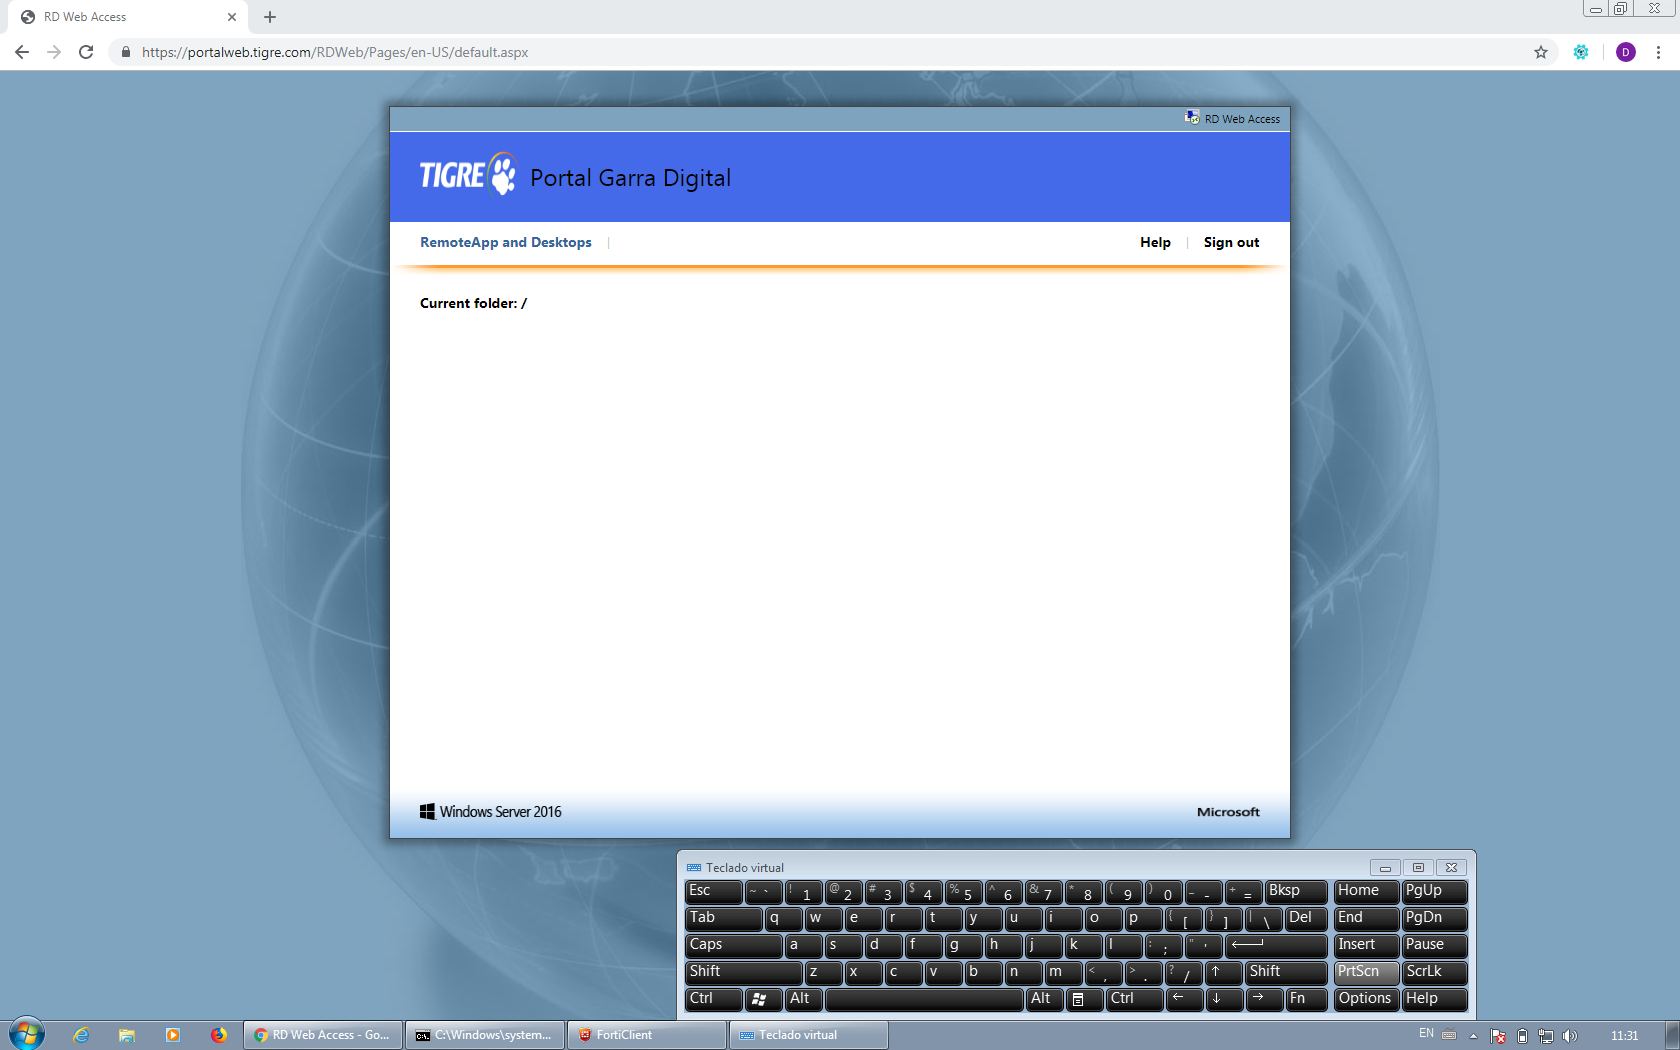 RD Web Access
https://portalweb.tigre.com/RDWeb/Pages/en-US/default.aspx
D
RD Web Access
TIGRE Portal Garra Digital
RemoteApp and Desktops | Help | Sign out
Current folder: /
Windows Server 2016 Microsoft
Teclado virtual
Esc ~ ` ! 1 @ 2 # 3 $ 4 % 5 ^ 6 & 7 * 8 ( 9 ) 0 _ - + = Bksp Home PgUp
Tab q w e r t y u i o p { [ } ] | \ Del End PgDn
Caps a s d f g h j k l : ; " ' Insert Pause
Shift z x c v b n m < , > . ? / ↑ Shift PrtScn ScrLk
Ctrl Alt Alt Ctrl ← ↓ → Fn Options Help
RD Web Access - Go... C:\Windows\system... FortiClient Teclado virtual EN 11:31